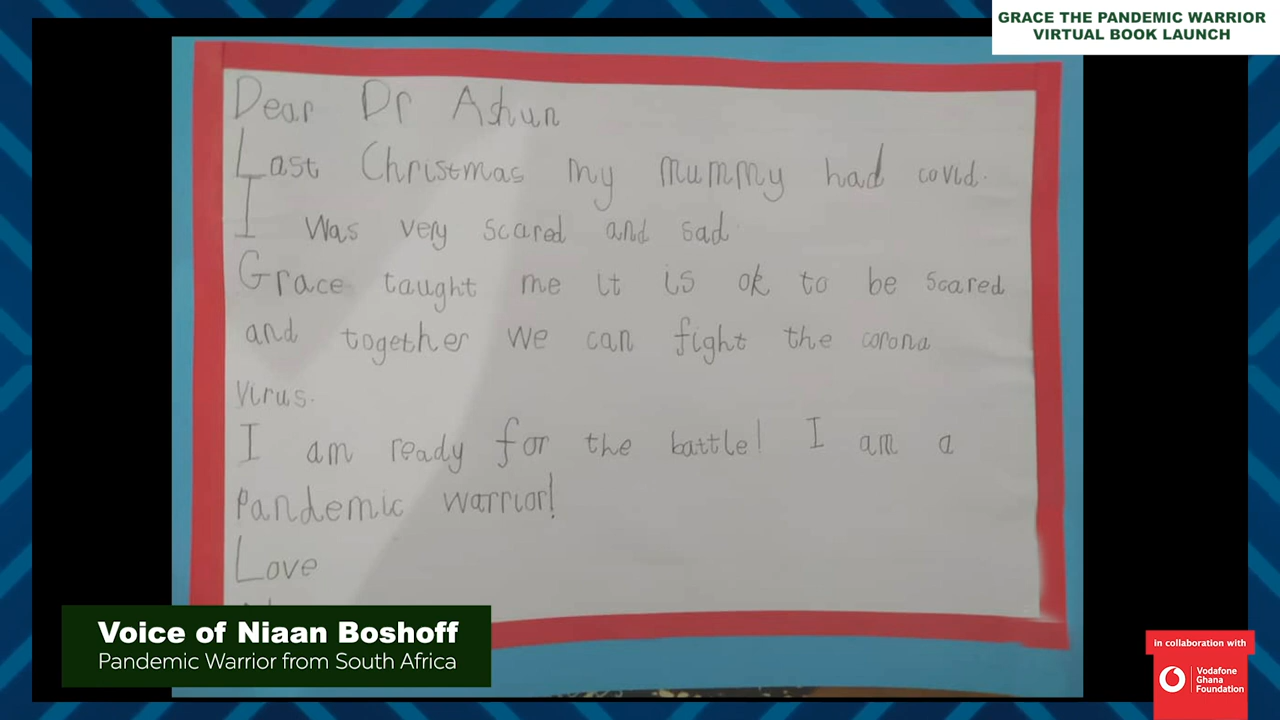 GRACE THE PANDEMIC WARRIOR
VIRTUAL BOOK LAUNCH
Dear Dr Ashun
Last Christmas my mummy had covid.
I was very scared and sad
Grace taught me it is ok to be scared
and together we can fight the corona
virus.
I am ready for the battle! I am a
Pandemic warrior!
Love
Voice of Niaan Boshoff
Pandemic Warrior from South Africa
in collaboration with
Vodafone
Ghana
Foundation